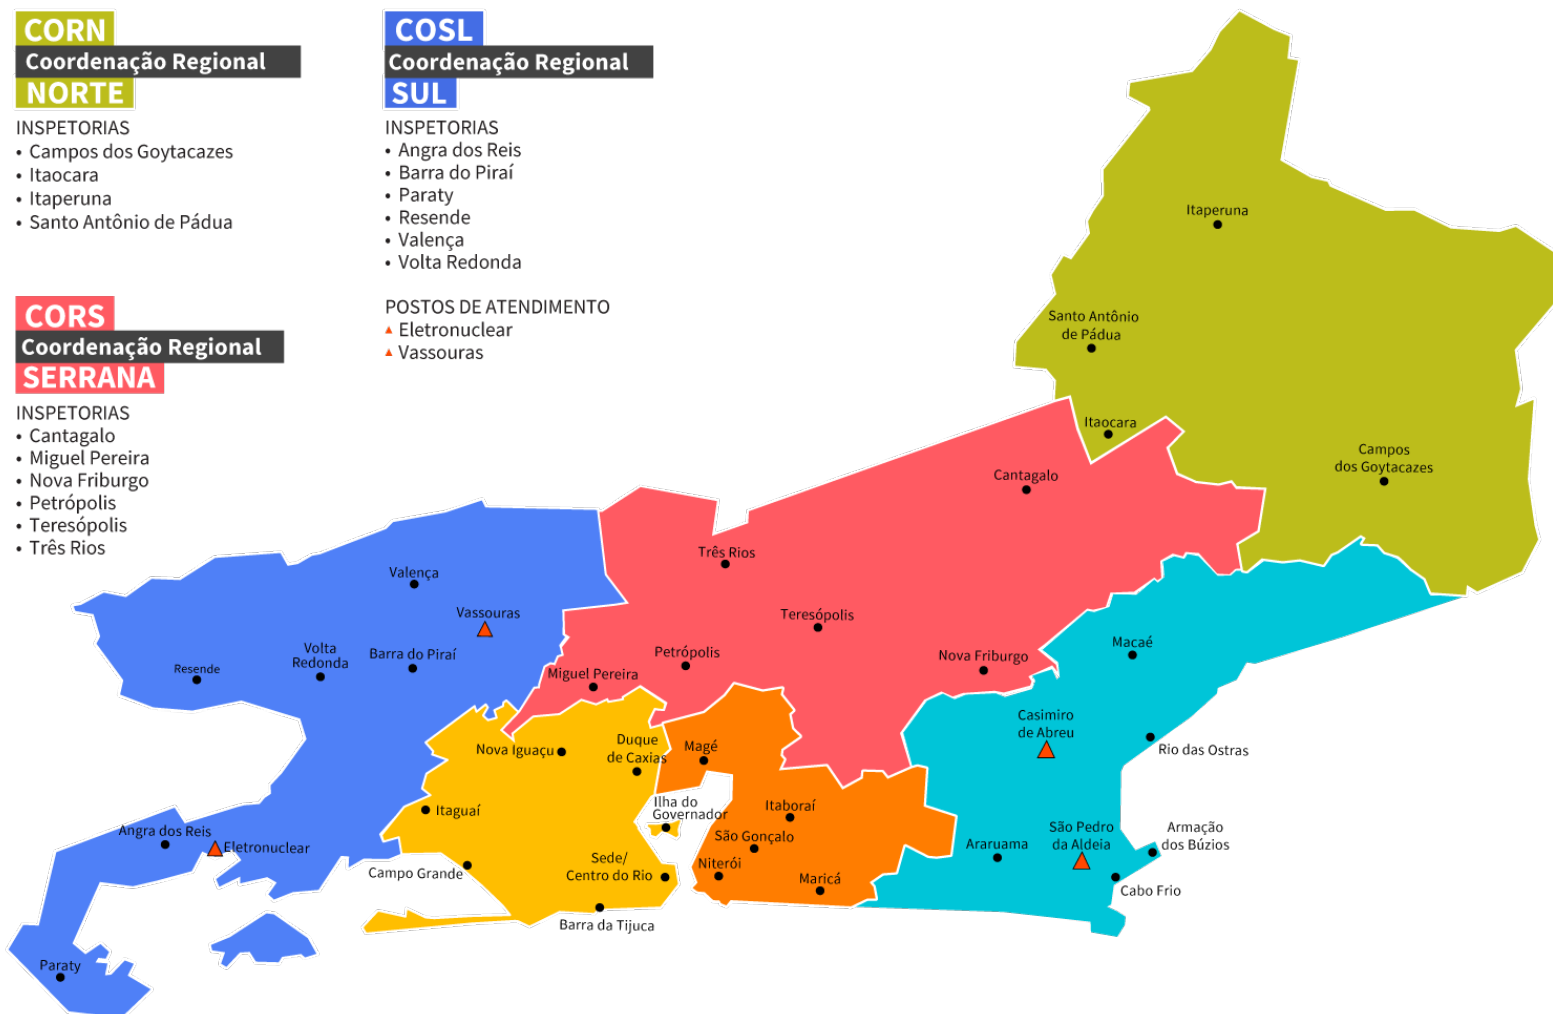 CORN
Coordenação Regional
NORTE
INSPETORIAS
• Campos dos Goytacazes
• Itaocara
• Itaperuna
• Santo Antônio de Pádua
COSL
Coordenação Regional
SUL
INSPETORIAS
• Angra dos Reis
• Barra do Piraí
• Paraty
• Resende
• Valença
• Volta Redonda
POSTOS DE ATENDIMENTO
Eletronuclear
Vassouras
CORS
Coordenação Regional
SERRANA
INSPETORIAS
• Cantagalo
• Miguel Pereira
• Nova Friburgo
• Petrópolis
• Teresópolis
• Três Rios
Itaperuna
Santo Antônio
de Pádua
Itaocara
Campos
dos Goytacazes
Cantagalo
Três Rios
Teresópolis
Petrópolis
Nova Friburgo
Miguel Pereira
Valença
Vassouras
Volta
Redonda
Barra do Piraí
Resende
Angra dos Reis
Eletronuclear
Paraty
Nova Iguaçu
Duque
de Caxias
Itaguaí
Ilha do
Governador
Campo Grande
Sede/
Centro do Rio
Barra da Tijuca
Magé
Itaboraí
São Gonçalo
Niterói
Maricá
Macaé
Casimiro
de Abreu
Rio das Ostras
Araruama
São Pedro
da Aldeia
Armação
dos Búzios
Cabo Frio